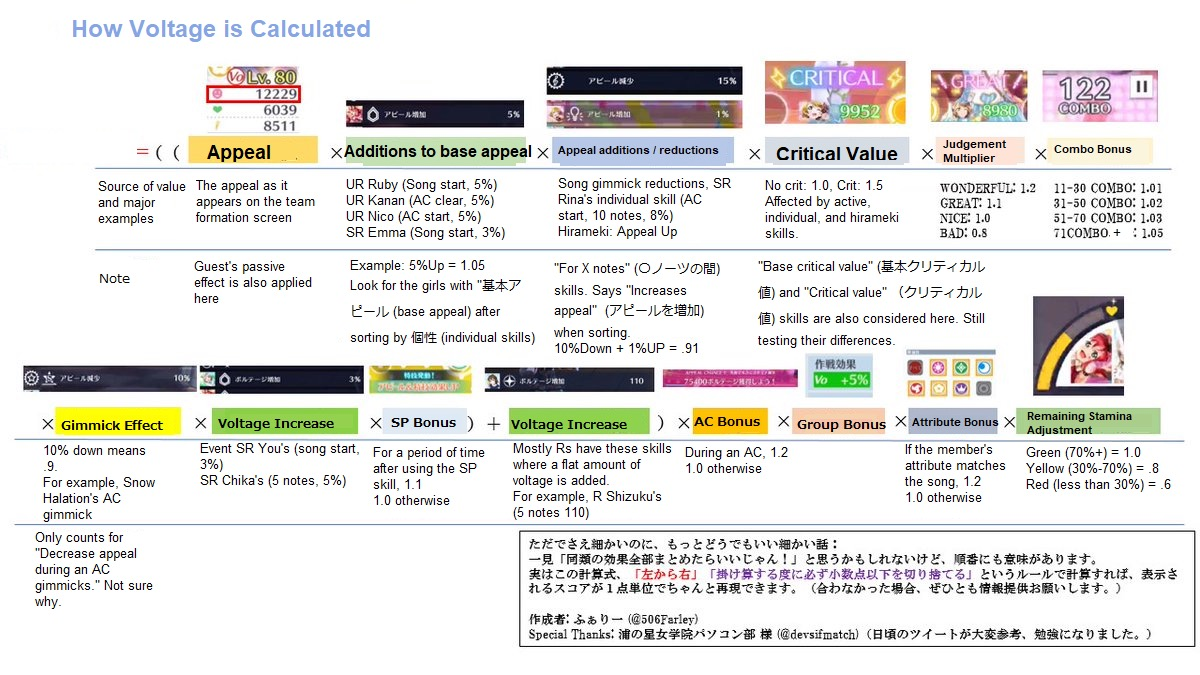 How Voltage is Calculated
Vo Lv. 80
12229
6039
8511
アピール増加 5%
アピール減少 15%
アピール増加 1%
CRITICAL
9952
GREAT
8980
122
COMBO
= ( ( Appeal × Additions to base appeal × Appeal additions / reductions × Critical Value × Judgement Multiplier × Combo Bonus
Source of value
and major
examples
The appeal as it
appears on the team
formation screen
UR Ruby (Song start, 5%)
UR Kanan (AC clear, 5%)
UR Nico (AC start, 5%)
SR Emma (Song start, 3%)
Song gimmick reductions, SR
Rina's individual skill (AC
start, 10 notes, 8%)
Hirameki: Appeal Up
No crit: 1.0, Crit: 1.5
Affected by active,
individual, and hirameki
skills.
WONDERFUL: 1.2
GREAT: 1.1
NICE: 1.0
BAD: 0.8
11-30 COMBO: 1.01
31-50 COMBO: 1.02
51-70 COMBO: 1.03
71COMBO + : 1.05
Note
Guest's passive
effect is also applied
here
Example: 5%Up = 1.05
Look for the girls with "基本ア
ピール (base appeal) after
sorting by 個性 (individual skills)
"For X notes" (〇ノーツの間)
skills. Says "Increases
appeal" (アピールを増加)
when sorting.
10%Down + 1%UP = .91
"Base critical value" (基本クリティカル
値) and "Critical value" （クリティカル
値) skills are also considered here. Still
testing their differences.
アピール減少 10%
ボルテージ増加 3%
特技発動!
ボルテージ増加 110
75400ボルテージ獲得しよう!
作戦効果
Vo +5%
× Gimmick Effect × Voltage Increase × SP Bonus ) + Voltage Increase ) × AC Bonus × Group Bonus × Attribute Bonus × Remaining Stamina Adjustment
10% down means
.9.
For example, Snow
Halation's AC
gimmick
Event SR You's (song start,
3%)
SR Chika's (5 notes, 5%)
For a period of time
after using the SP
skill, 1.1
1.0 otherwise
Mostly Rs have these skills
where a flat amount of
voltage is added.
For example, R Shizuku's
(5 notes 110)
During an AC, 1.2
1.0 otherwise
If the member's
attribute matches
the song, 1.2
1.0 otherwise
Green (70%+) = 1.0
Yellow (30%-70%) = .8
Red (less than 30%) = .6
Only counts for
"Decrease appeal
during an AC
gimmicks." Not sure
why.
ただでさえ細かいのに、もっとどうでもいい細かい話：
一見「同類の効果全部まとめたらいいじゃん！」と思うかもしれないけど、順番にも意味があります。
実はこの計算式、「左から右」「掛け算する度に必ず小数点以下を切り捨てる」というルールで計算すれば、表示さ
れるスコアが１点単位でちゃんと再現できます。（合わなかった場合、ぜひとも情報提供お願いします。）
作成者: ふぁりー (@506Farley)
Special Thanks: 浦の星女学院パソコン部 様 (@devsifmatch)（日頃のツイートが大変参考、勉強になりました。）